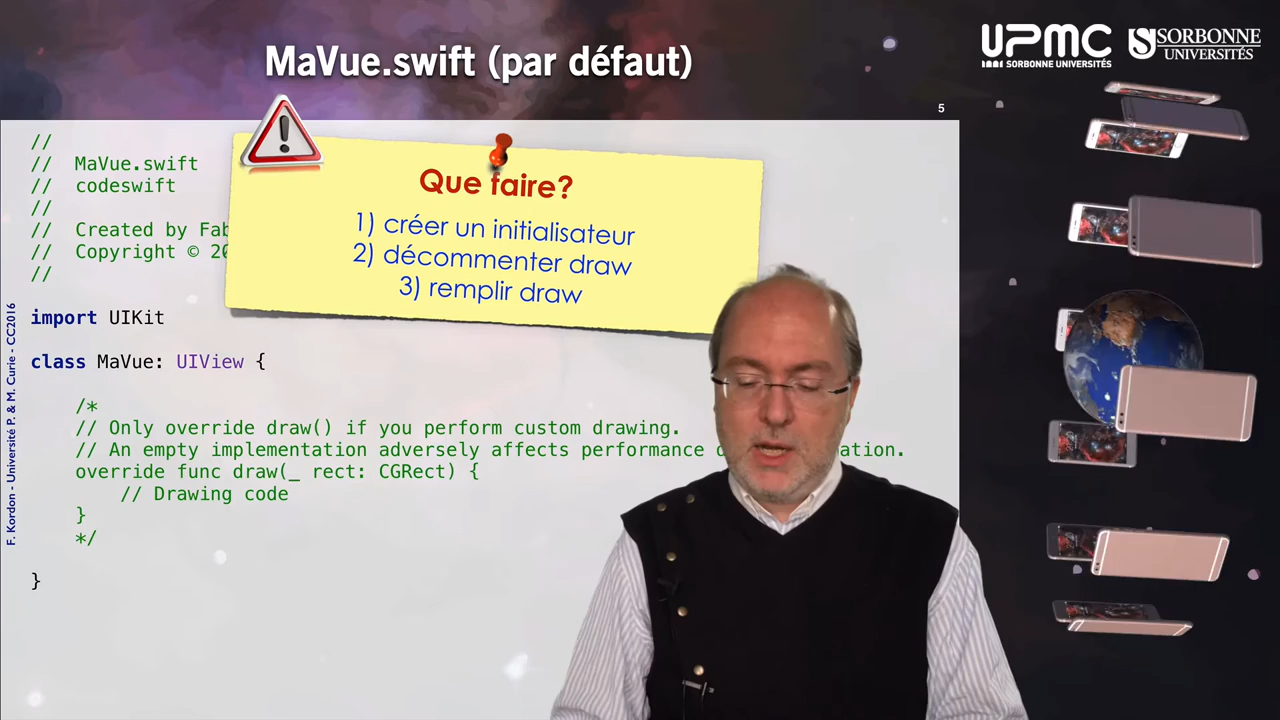 MaVue.swift (par défaut)
UPMC
SORBONNE UNIVERSITÉS
SORBONNE
UNIVERSITÉS
5
//
// MaVue.swift
// codeswift
//
// Created by
// Copyright ©
//
Que faire?
1) créer un initialisateur
2) décommenter draw
3) remplir draw
import UIKit
class MaVue: UIView {
/*
// Only override draw() if you perform custom drawing.
// An empty implementation adversely affects performance
override func draw(_ rect: CGRect) {
// Drawing code
}
*/
}
F. Kordon - Université P. & M. Curie - CC2016